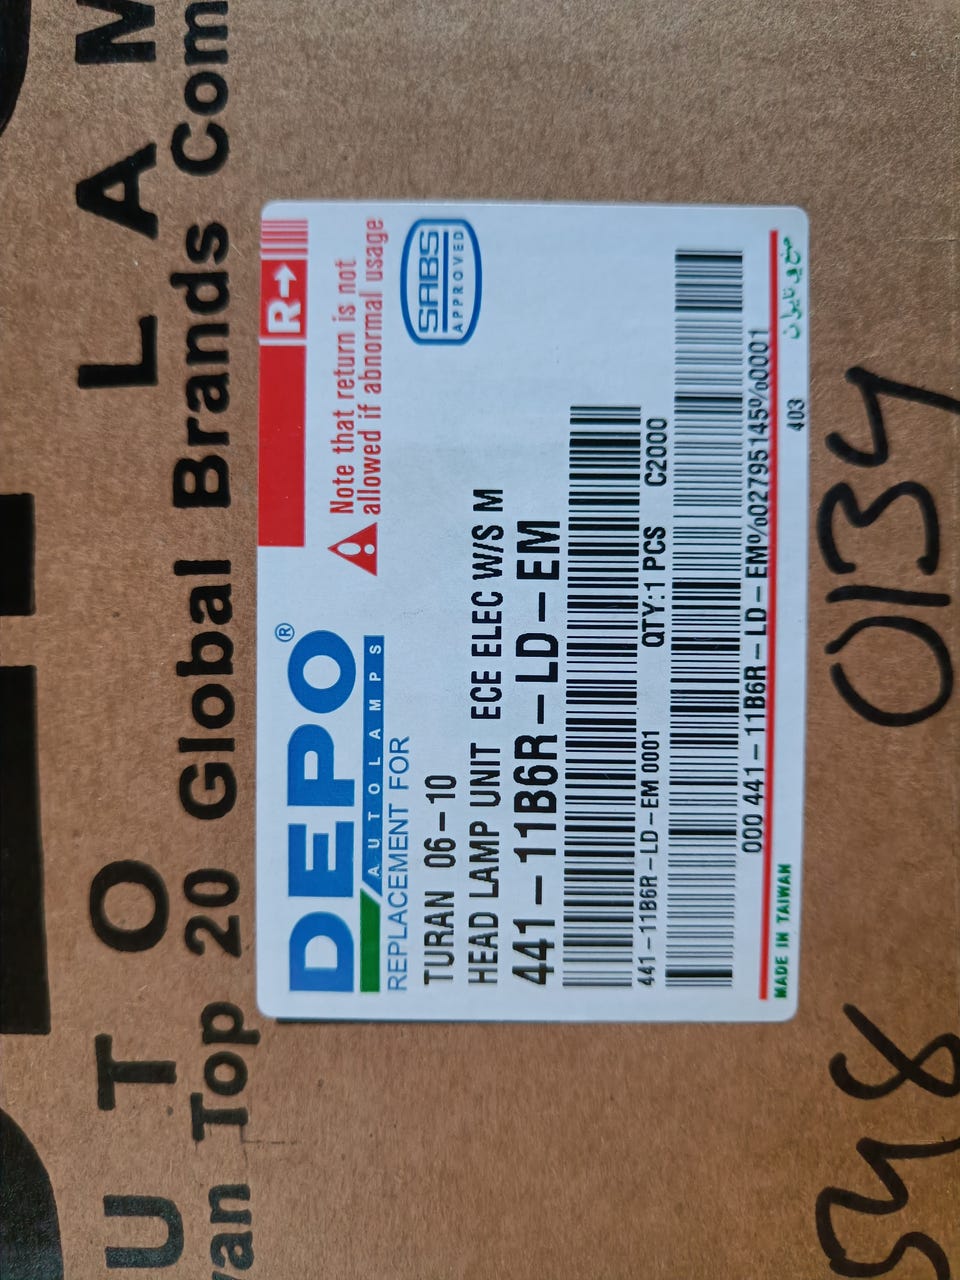 U T O L A M
van Top 20 Global Brands Com
DEPO®
AUTOLAMPS
R→
REPLACEMENT FOR
Note that return is not
allowed if abnormal usage
SABS
APPROVED
TURAN 06-10
HEAD LAMP UNIT ECE ELEC W/S M
441-11B6R-LD-EM
441-11B6R-LD-EM 0001 QTY:1 PCS C2000
000 441-11B6R-LD-EM%02795145%0001
MADE IN TAIWAN 403 صنع في تايوان
0134